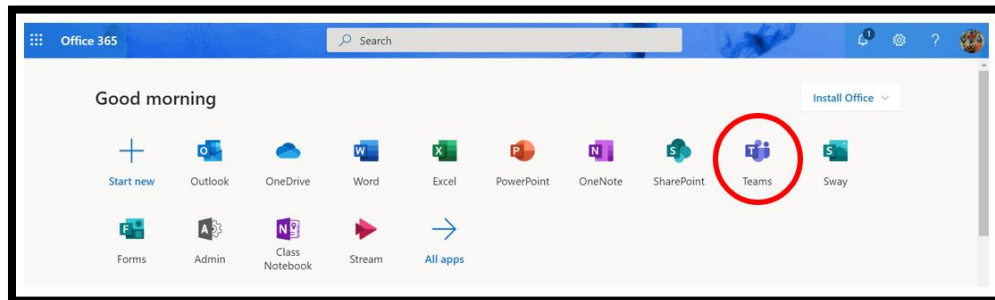 Office 365
Search
1
?
Good morning
Install Office
Start new
Outlook
OneDrive
Word
Excel
PowerPoint
OneNote
SharePoint
Teams
Sway
Forms
Admin
Class
Notebook
Stream
All apps